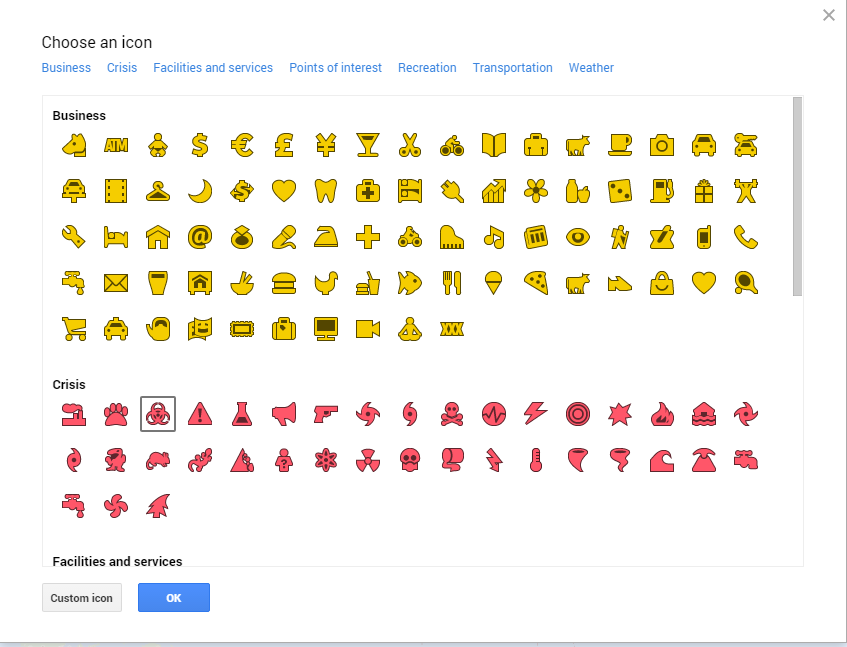 Choose an icon
Business Crisis Facilities and services Points of interest Recreation Transportation Weather
Business
ATM
Crisis
Facilities and services
Custom icon OK